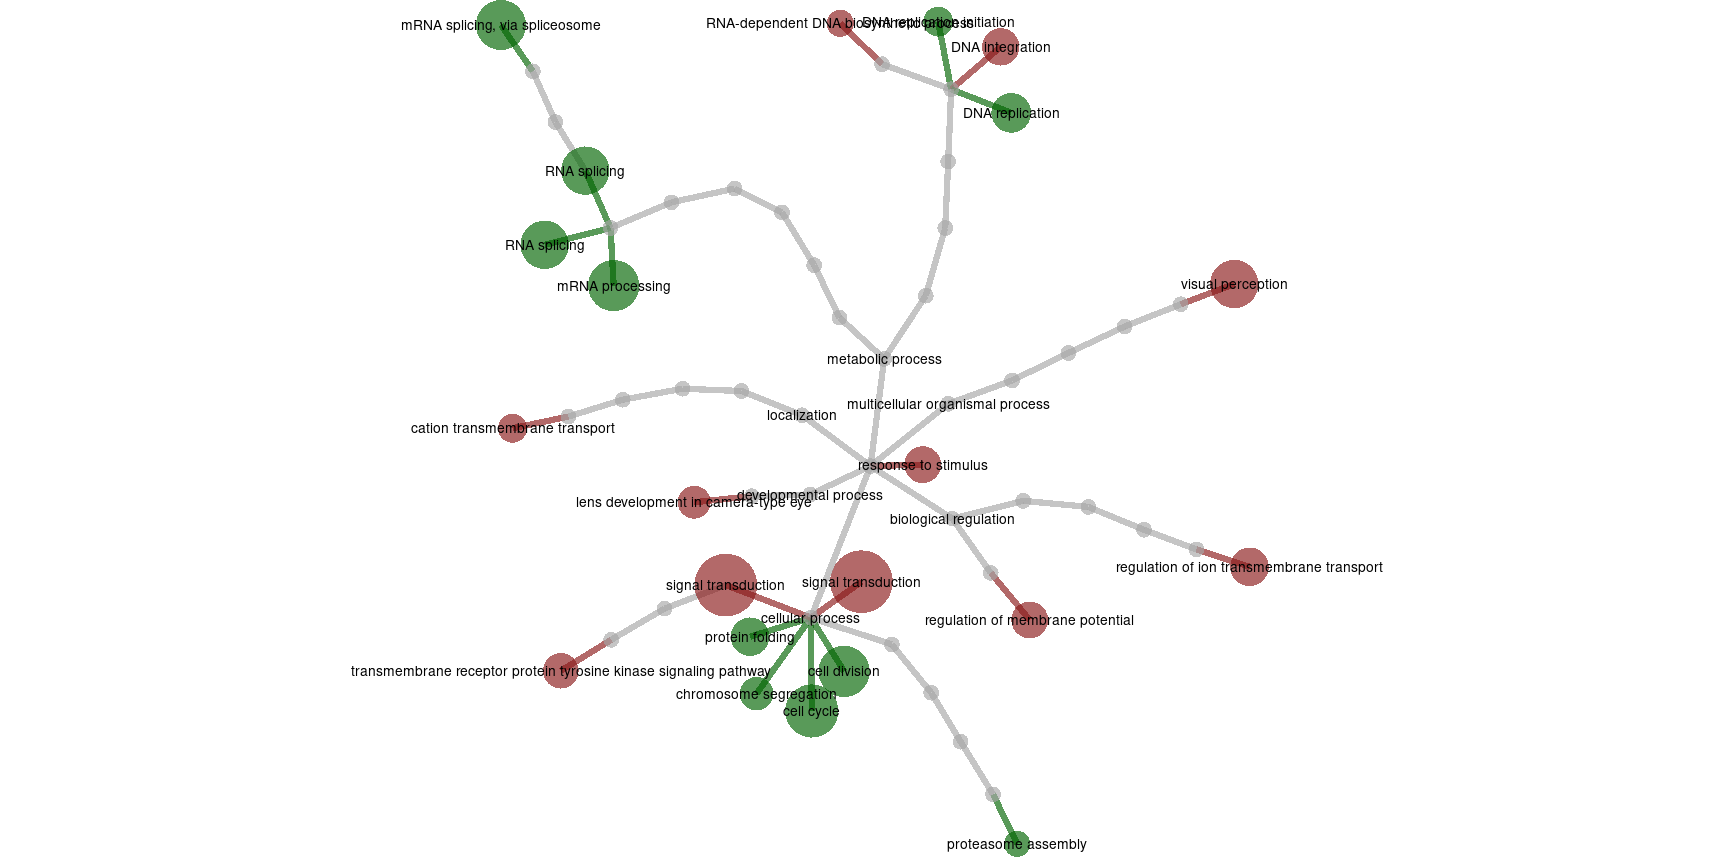 mRNA splicing, via spliceosome
RNA-dependent DNA biosynthetic process
DNA replication initiation
DNA integration
DNA replication
RNA splicing
RNA splicing
mRNA processing
visual perception
metabolic process
multicellular organismal process
localization
cation transmembrane transport
response to stimulus
developmental process
lens development in camera-type eye
biological regulation
regulation of ion transmembrane transport
signal transduction
signal transduction
cellular process
regulation of membrane potential
protein folding
transmembrane receptor protein tyrosine kinase signaling pathway
cell division
chromosome segregation
cell cycle
proteasome assembly